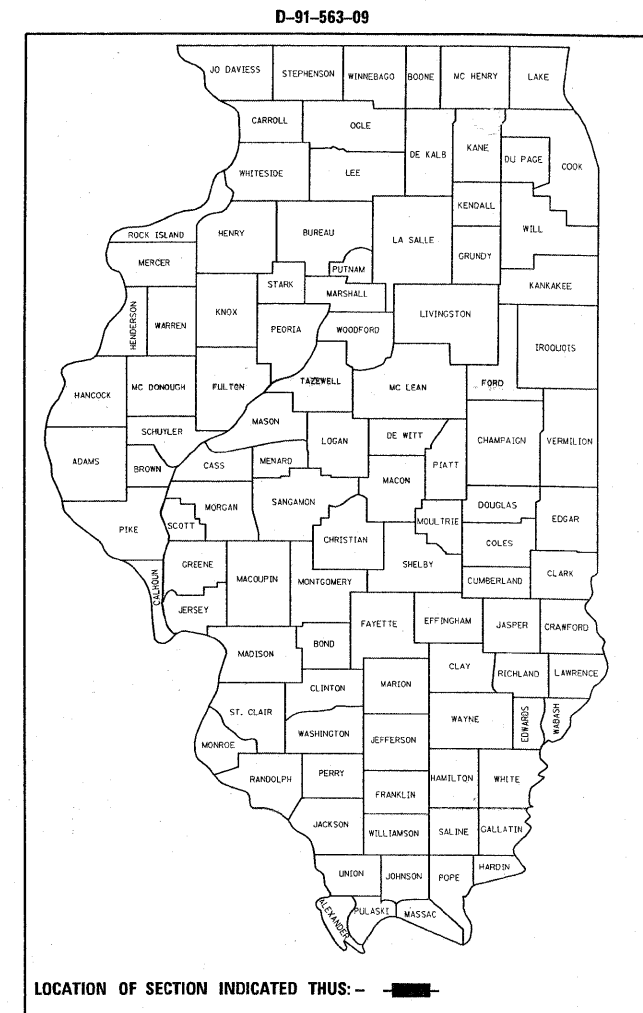 D-91-563-09
JO DAVIESS
STEPHENSON
WINNEBAGO
BOONE
MC HENRY
LAKE
CARROLL
OGLE
DE KALB
KANE
DU PAGE
COOK
WHITESIDE
LEE
KENDALL
WILL
ROCK ISLAND
HENRY
BUREAU
LA SALLE
GRUNDY
MERCER
PUTNAM
STARK
MARSHALL
KANKAKEE
HENDERSON
WARREN
KNOX
PEORIA
WOODFORD
LIVINGSTON
IROQUOIS
HANCOCK
MC DONOUGH
FULTON
TAZEWELL
MC LEAN
FORD
MASON
SCHUYLER
LOGAN
DE WITT
CHAMPAIGN
VERMILION
ADAMS
BROWN
CASS
MENARD
PIATT
MACON
PIKE
SCOTT
MORGAN
SANGAMON
MOULTRIE
DOUGLAS
EDGAR
CHRISTIAN
COLES
SHELBY
CALHOUN
GREENE
MACOUPIN
MONTGOMERY
CUMBERLAND
CLARK
JERSEY
FAYETTE
EFFINGHAM
JASPER
CRAWFORD
MADISON
BOND
CLAY
RICHLAND
LAWRENCE
CLINTON
MARION
ST. CLAIR
WAYNE
EDWARDS
WABASH
MONROE
WASHINGTON
JEFFERSON
RANDOLPH
PERRY
HAMILTON
WHITE
FRANKLIN
JACKSON
WILLIAMSON
SALINE
GALLATIN
UNION
JOHNSON
POPE
HARDIN
ALEXANDER
PULASKI
MASSAC
LOCATION OF SECTION INDICATED THUS: -